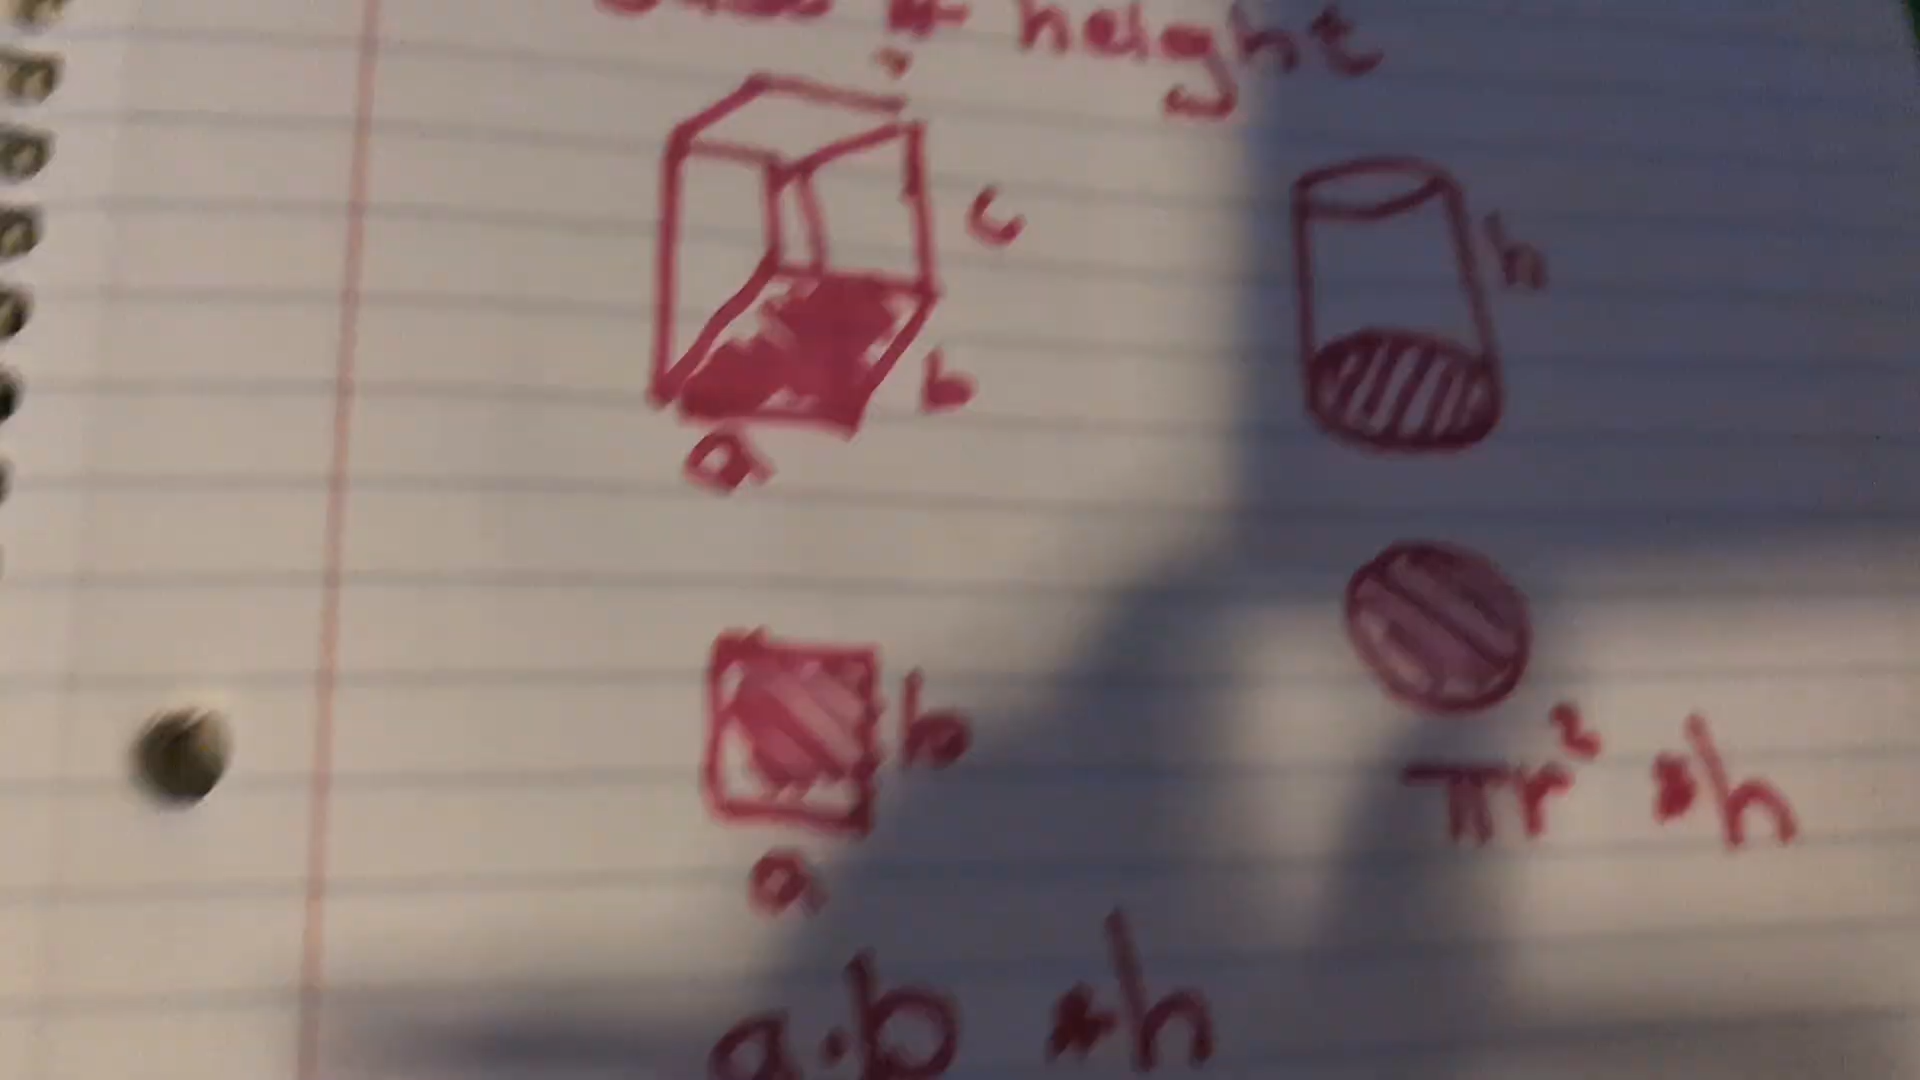 * height
c
h
b
a
b
πr² * h
a
a·b * h